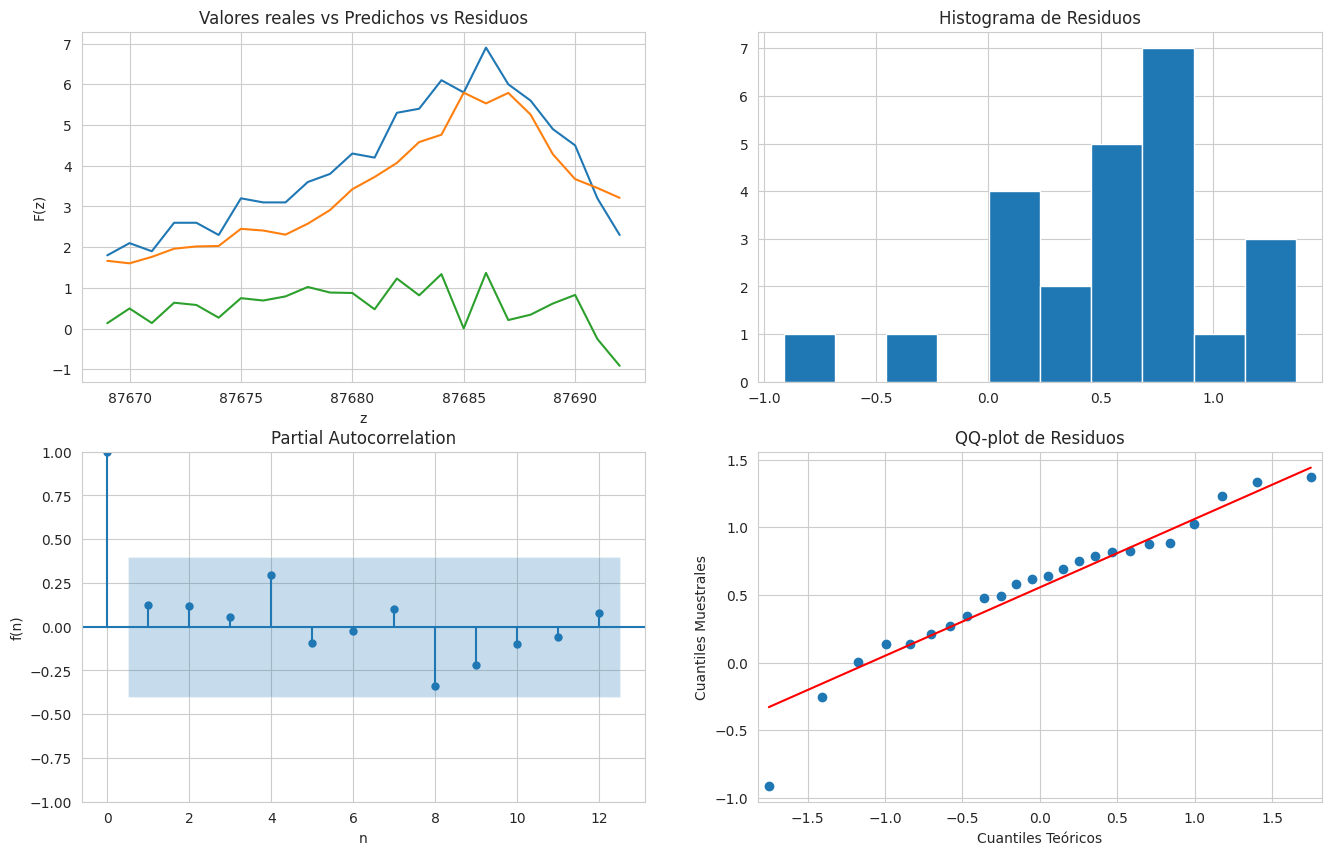 Valores reales vs Predichos vs Residuos
7
6
5
4
3
2
1
0
−1
F(z)
87670 87675 87680 87685 87690
z
Histograma de Residuos
7
6
5
4
3
2
1
0
−1.0 −0.5 0.0 0.5 1.0
Partial Autocorrelation
1.00
0.75
0.50
0.25
0.00
−0.25
−0.50
−0.75
−1.00
f(n)
0 2 4 6 8 10 12
n
QQ-plot de Residuos
1.5
1.0
0.5
0.0
−0.5
−1.0
Cuantiles Muestrales
−1.5 −1.0 −0.5 0.0 0.5 1.0 1.5
Cuantiles Teóricos